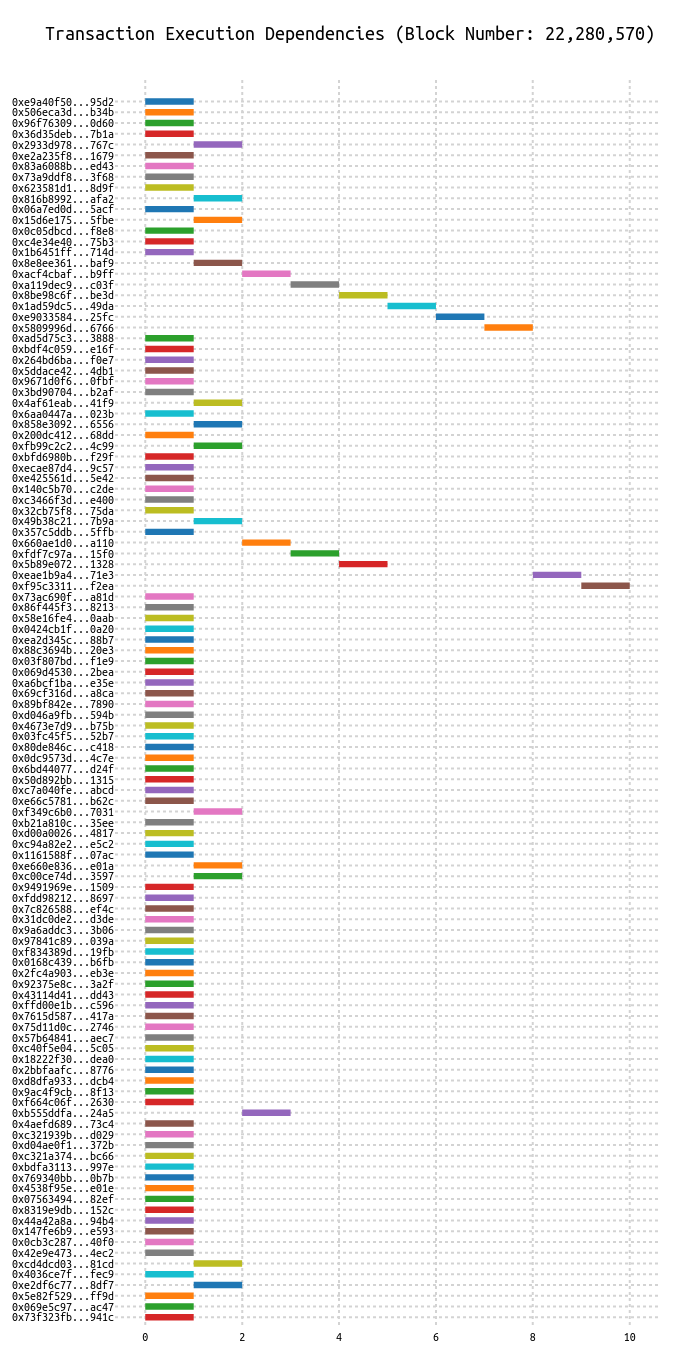 Transaction Execution Dependencies (Block Number: 22,280,570)
0xe9a40f50...95d2
0x506eca3d...b34b
0x96f76309...0d60
0x36d35deb...7b1a
0x2933d978...767c
0xe2a235f8...1679
0x83a6088b...ed43
0x73a9ddf8...3f68
0x623581d1...8d9f
0x816b8992...afa2
0x06a7ed0d...5acf
0x15d6e175...5fbe
0x0c05dbcd...f8e8
0xc4e34e40...75b3
0x1b6451ff...714d
0x8e8ee361...baf9
0xacf4cbaf...b9ff
0xa119dec9...c03f
0x8be98c6f...be3d
0x1ad59dc5...49da
0xe9033584...25fc
0x5809996d...6766
0xad5d75c3...3888
0xbdf4c059...e16f
0x264bd6ba...f0e7
0x5ddace42...4db1
0x9671d0f6...0fbf
0x3bd90704...b2af
0x4af61eab...41f9
0x6aa0447a...023b
0x858e3092...6556
0x200dc412...68dd
0xfb99c2c2...4c99
0xbfd6980b...f29f
0xecae87d4...9c57
0xe425561d...5e42
0x140c5b70...c2de
0xc3466f3d...e400
0x32cb75f8...75da
0x49b38c21...7b9a
0x357c5ddb...5ffb
0x660ae1d0...a110
0xfdf7c97a...15f0
0x5b89e072...1328
0xeae1b9a4...71e3
0xf95c3311...f2ea
0x73ac690f...a81d
0x86f445f3...8213
0x58e16fe4...0aab
0x0424cb1f...0a20
0xea2d345c...88b7
0x88c3694b...20e3
0x03f807bd...f1e9
0x069d4530...2bea
0xa6bcf1ba...e35e
0x69cf316d...a8ca
0x89bf842e...7890
0xd046a9fb...594b
0x4673e7d9...b75b
0x03fc45f5...52b7
0x80de846c...c418
0x0dc9573d...4c7e
0x6bd44077...d24f
0x50d892bb...1315
0xc7a040fe...abcd
0xe66c5781...b62c
0xf349c6b0...7031
0xb21a810c...35ee
0xd00a0026...4817
0xc94a82e2...e5c2
0x1161588f...07ac
0xe660e836...e01a
0xc00ce74d...3597
0x9491969e...1509
0xfdd98212...8697
0x7c826588...ef4c
0x31dc0de2...d3de
0x9a6addc3...3b06
0x97841c89...039a
0xf834389d...19fb
0x0168c439...b6fb
0x2fc4a903...eb3e
0x92375e8c...3a2f
0x43114d41...dd43
0xffd00e1b...c596
0x7615d587...417a
0x75d11d0c...2746
0x57b64841...aec7
0xc40f5e04...5c05
0x18222f30...dea0
0x2bbfaafc...8776
0xd8dfa933...dcb4
0x9ac4f9cb...8f13
0xf664c06f...2630
0xb555ddfa...24a5
0x4aefd689...73c4
0xc321939b...d029
0xd04ae0f1...372b
0xc321a374...bc66
0xbdfa3113...997e
0x769340bb...0b7b
0x4538f95e...e01e
0x07563494...82ef
0x8319e9db...152c
0x44a42a8a...94b4
0x147fe6b9...e593
0x0cb3c287...40f0
0x42e9e473...4ec2
0xcd4dcd03...81cd
0x4036ce7f...fec9
0xe2df6c77...8df7
0x5e82f529...ff9d
0x069e5c97...ac47
0x73f323fb...941c
0 2 4 6 8 10